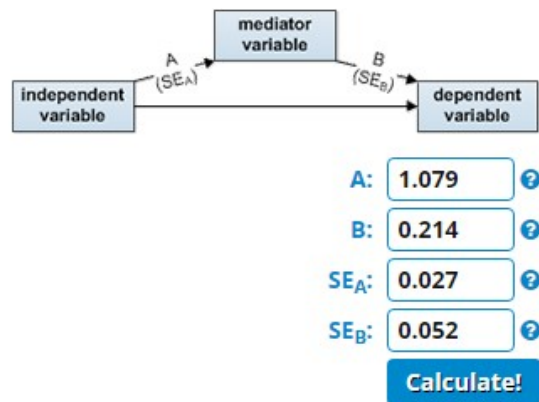 mediator
variable
A
(SEA)
B
(SEB)
independent
variable
dependent
variable
A: 1.079 ?
B: 0.214 ?
SEA: 0.027 ?
SEB: 0.052 ?
Calculate!